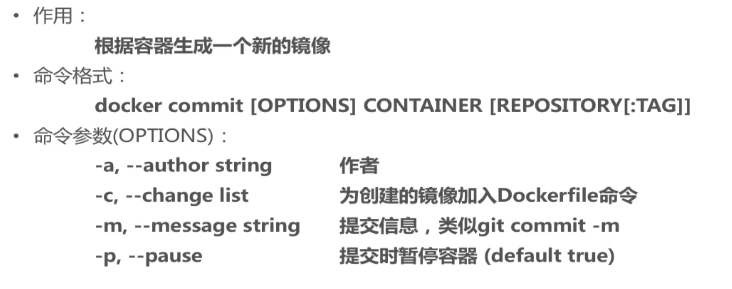 • 作用：
根据容器生成一个新的镜像
• 命令格式：
docker commit [OPTIONS] CONTAINER [REPOSITORY[:TAG]]
• 命令参数(OPTIONS)：
-a, --author string 作者
-c, --change list 为创建的镜像加入Dockerfile命令
-m, --message string 提交信息，类似git commit -m
-p, --pause 提交时暂停容器 (default true)